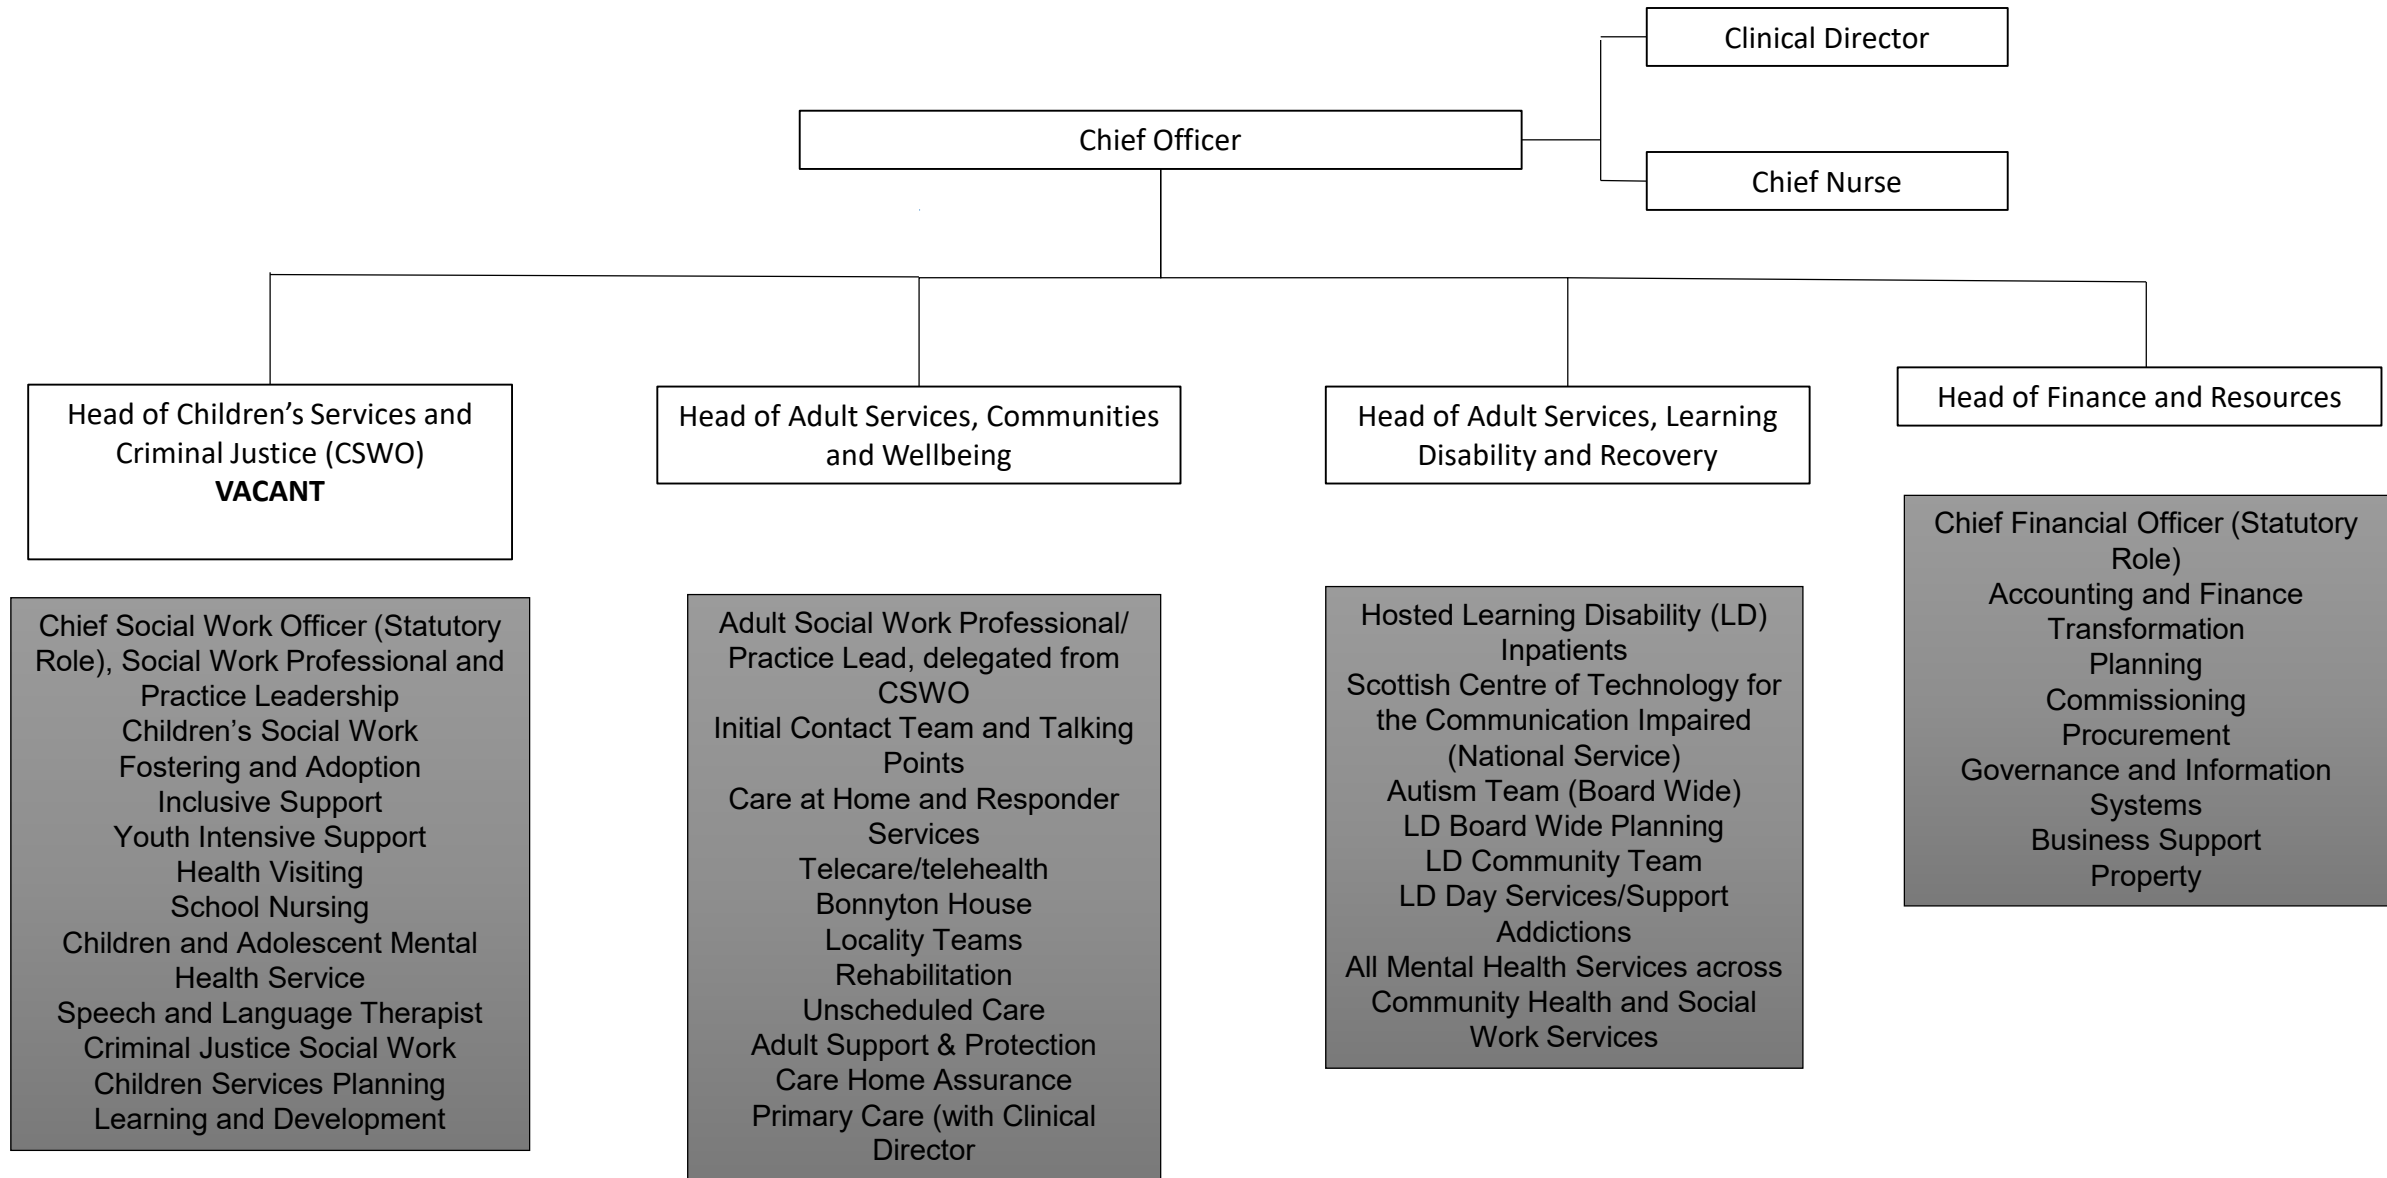 Clinical Director
Chief Officer
Chief Nurse
Head of Children’s Services and
Criminal Justice (CSWO)
VACANT
Head of Adult Services, Communities
and Wellbeing
Head of Adult Services, Learning
Disability and Recovery
Head of Finance and Resources
Chief Social Work Officer (Statutory
Role), Social Work Professional and
Practice Leadership
Children’s Social Work
Fostering and Adoption
Inclusive Support
Youth Intensive Support
Health Visiting
School Nursing
Children and Adolescent Mental
Health Service
Speech and Language Therapist
Criminal Justice Social Work
Children Services Planning
Learning and Development
Adult Social Work Professional/
Practice Lead, delegated from
CSWO
Initial Contact Team and Talking
Points
Care at Home and Responder
Services
Telecare/telehealth
Bonnyton House
Locality Teams
Rehabilitation
Unscheduled Care
Adult Support & Protection
Care Home Assurance
Primary Care (with Clinical
Director
Hosted Learning Disability (LD)
Inpatients
Scottish Centre of Technology for
the Communication Impaired
(National Service)
Autism Team (Board Wide)
LD Board Wide Planning
LD Community Team
LD Day Services/Support
Addictions
All Mental Health Services across
Community Health and Social
Work Services
Chief Financial Officer (Statutory
Role)
Accounting and Finance
Transformation
Planning
Commissioning
Procurement
Governance and Information
Systems
Business Support
Property